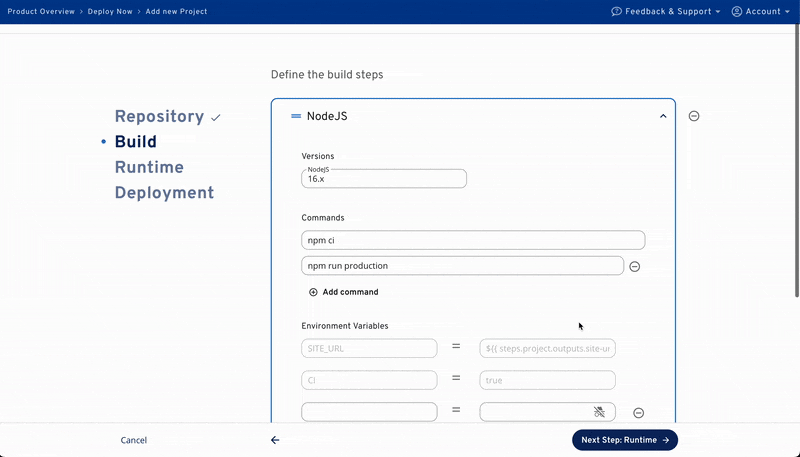 Product Overview > Deploy Now > Add new Project
Feedback & Support
Account
Define the build steps
Repository
Build
Runtime
Deployment
NodeJS
Versions
NodeJS
16.x
Commands
npm ci
npm run production
Add command
Environment Variables
SITE_URL = ${{ steps.project.outputs.site-ur
CI = true
=
Cancel
Next Step: Runtime